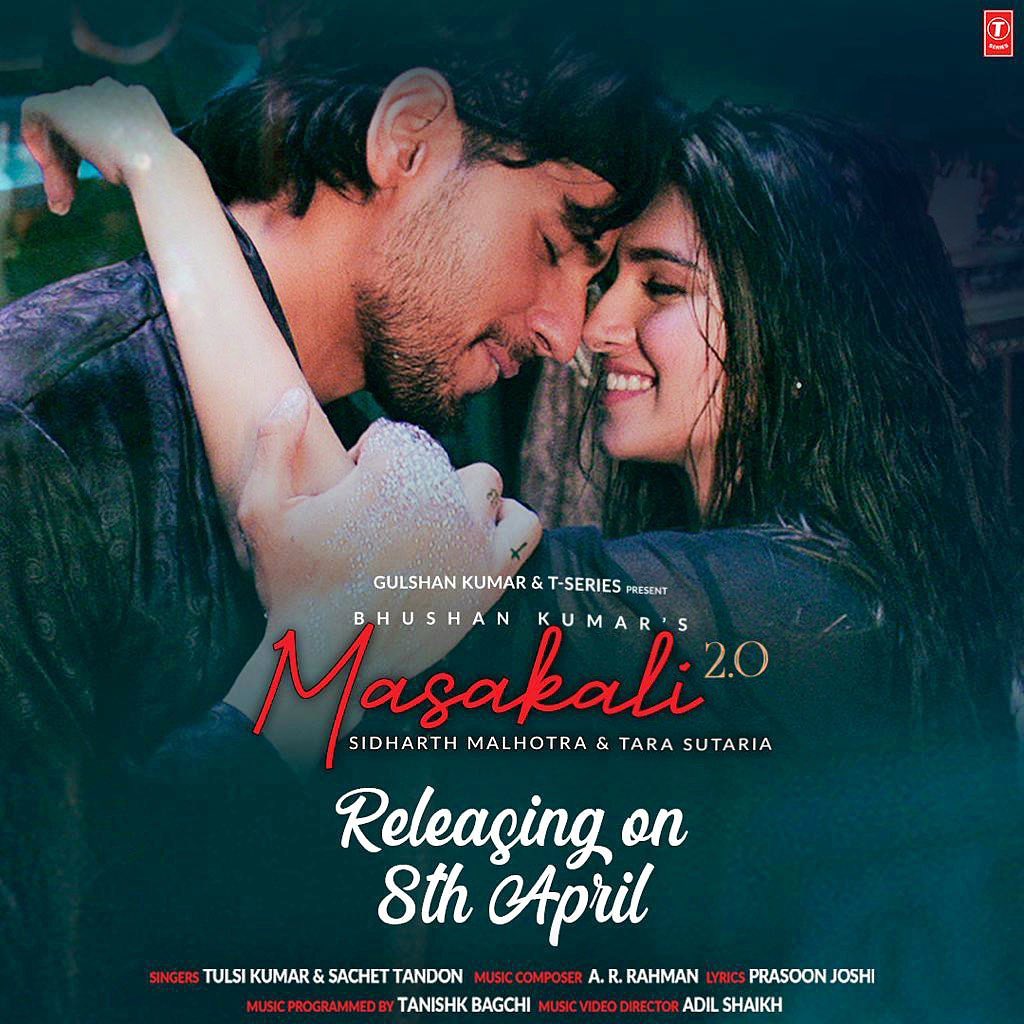 T
SERIES
GULSHAN KUMAR & T-SERIES PRESENT
BHUSHAN KUMAR'S
Masakali 2.0
SIDHARTH MALHOTRA & TARA SUTARIA
Releasing on
8th April
SINGERS TULSI KUMAR & SACHET TANDON MUSIC COMPOSER A. R. RAHMAN LYRICS PRASOON JOSHI
MUSIC PROGRAMMED BY TANISHK BAGCHI MUSIC VIDEO DIRECTOR ADIL SHAIKH